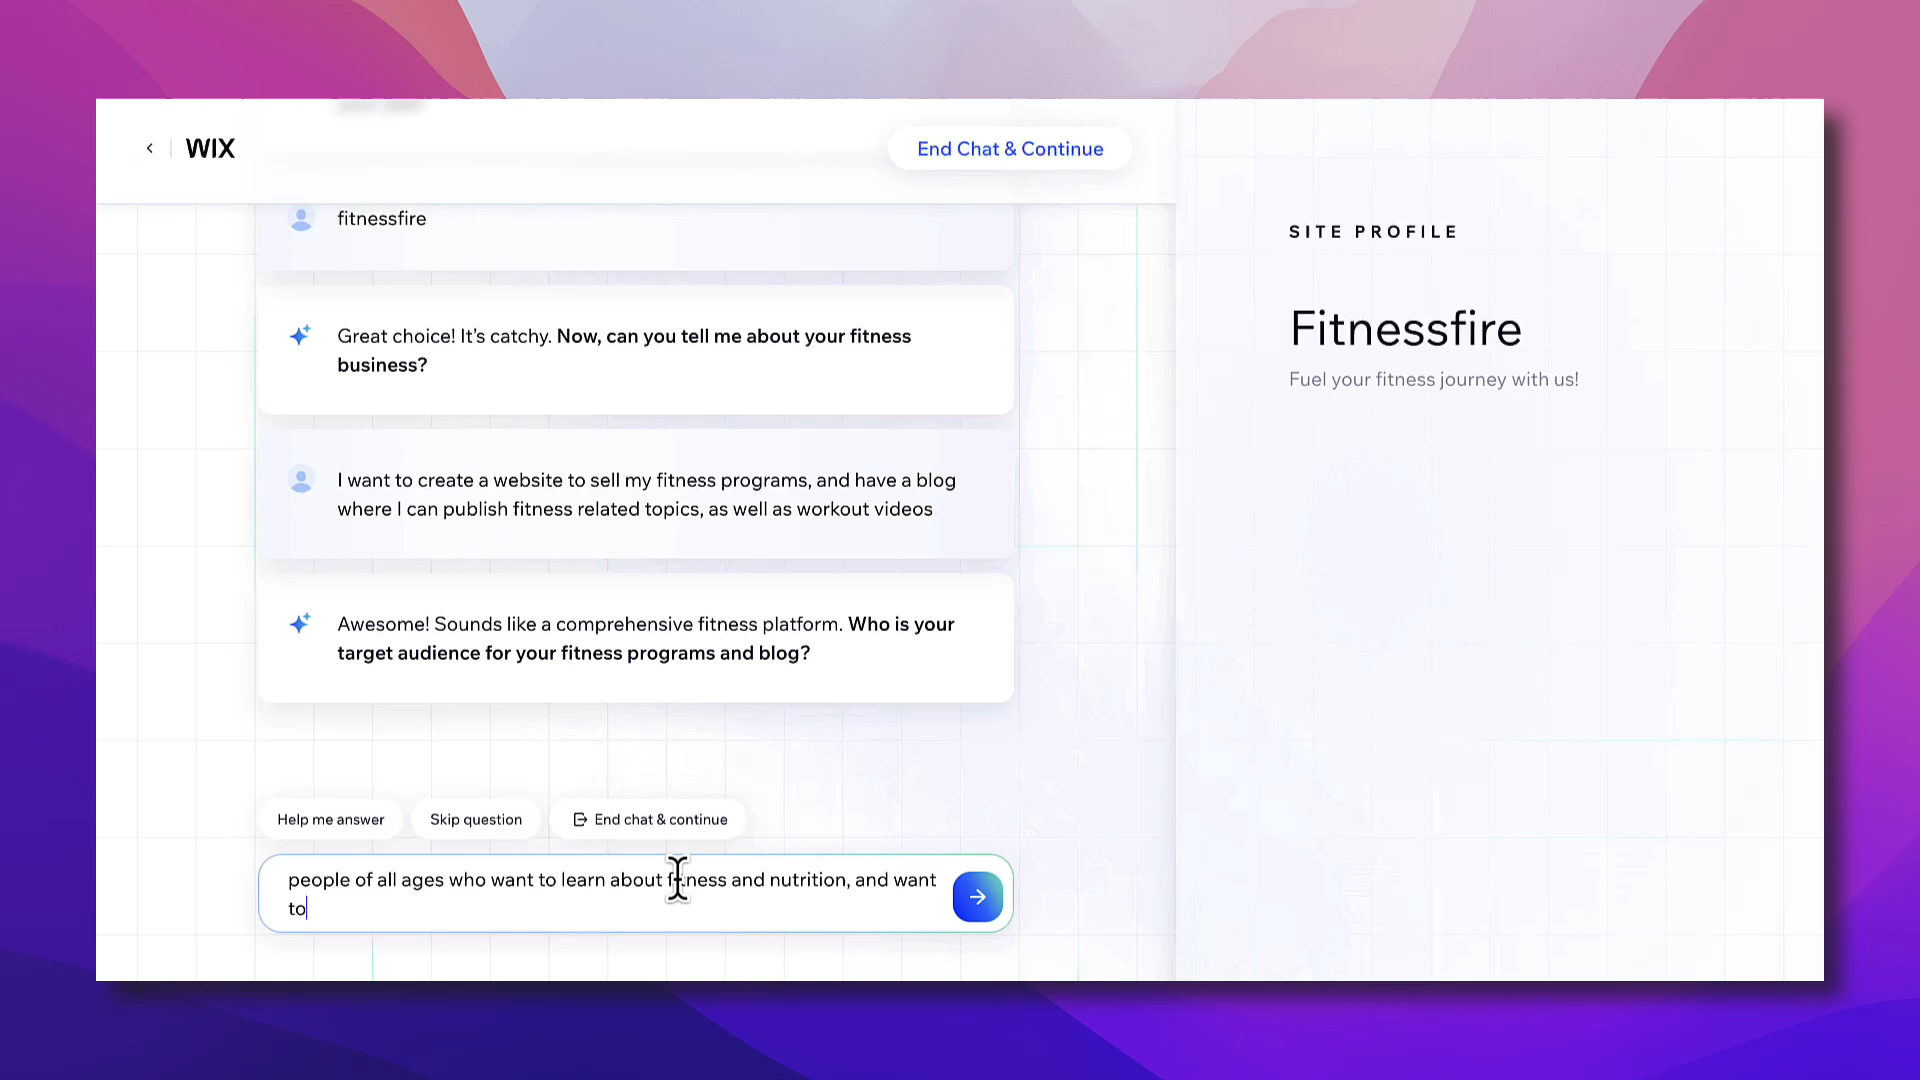 WIX
End Chat & Continue
fitnessfire
Great choice! It’s catchy. Now, can you tell me about your fitness
business?
I want to create a website to sell my fitness programs, and have a blog
where I can publish fitness related topics, as well as workout videos
Awesome! Sounds like a comprehensive fitness platform. Who is your
target audience for your fitness programs and blog?
Help me answer
Skip question
End chat & continue
people of all ages who want to learn about fitness and nutrition, and want
to
SITE PROFILE
Fitnessfire
Fuel your fitness journey with us!